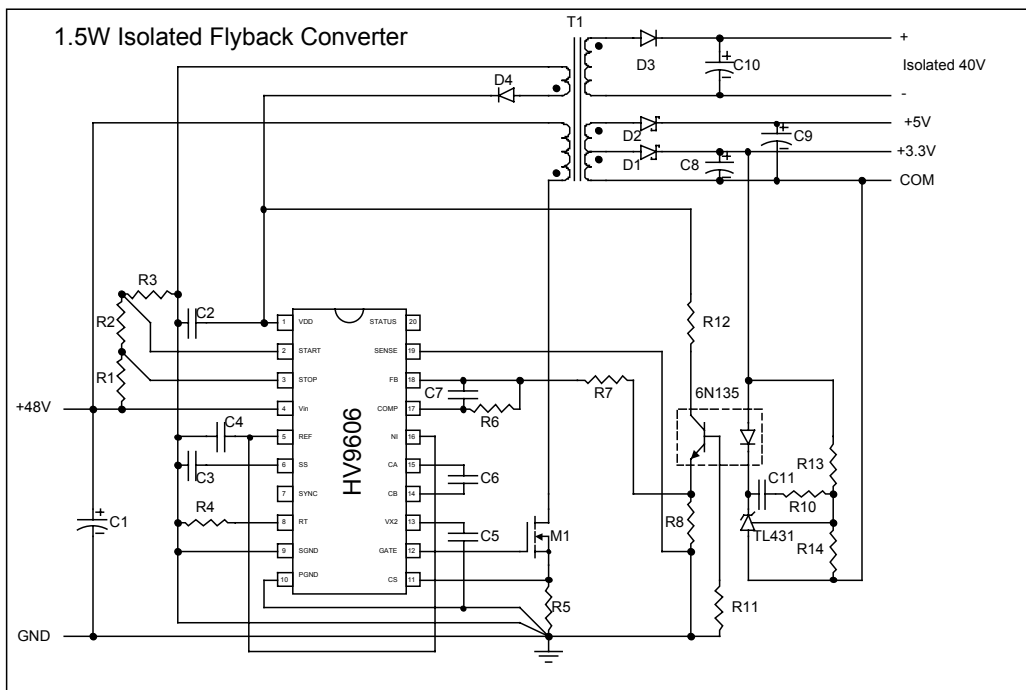 1.5W Isolated Flyback Converter
T1
+
D3
C10
Isolated 40V
-
D4
D2
+5V
C9
+3.3V
D1
C8
COM
R3
R2
R1
C2
+48V
C4
C3
R4
C1
GND
HV9606
1 VDD
2 START
3 STOP
4 Vin
5 REF
6 SS
7 SYNC
8 RT
9 SGND
10 PGND
STATUS 20
SENSE 19
FB 18
COMP 17
NI 16
CA 15
CB 14
VX2 13
GATE 12
CS 11
C7
R6
R7
C6
C5
M1
R5
R12
6N135
R8
R11
C11
R10
R13
TL431
R14